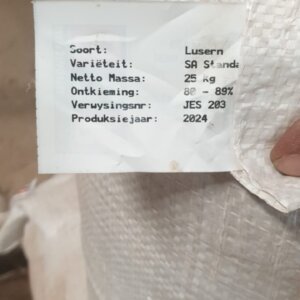 Soort: Lusern
Variëteit: SA Standa
Netto Massa: 25 kg
Ontkieming: 80 - 89%
Verwysingsnr: JES 203
Produksiejaar: 2024